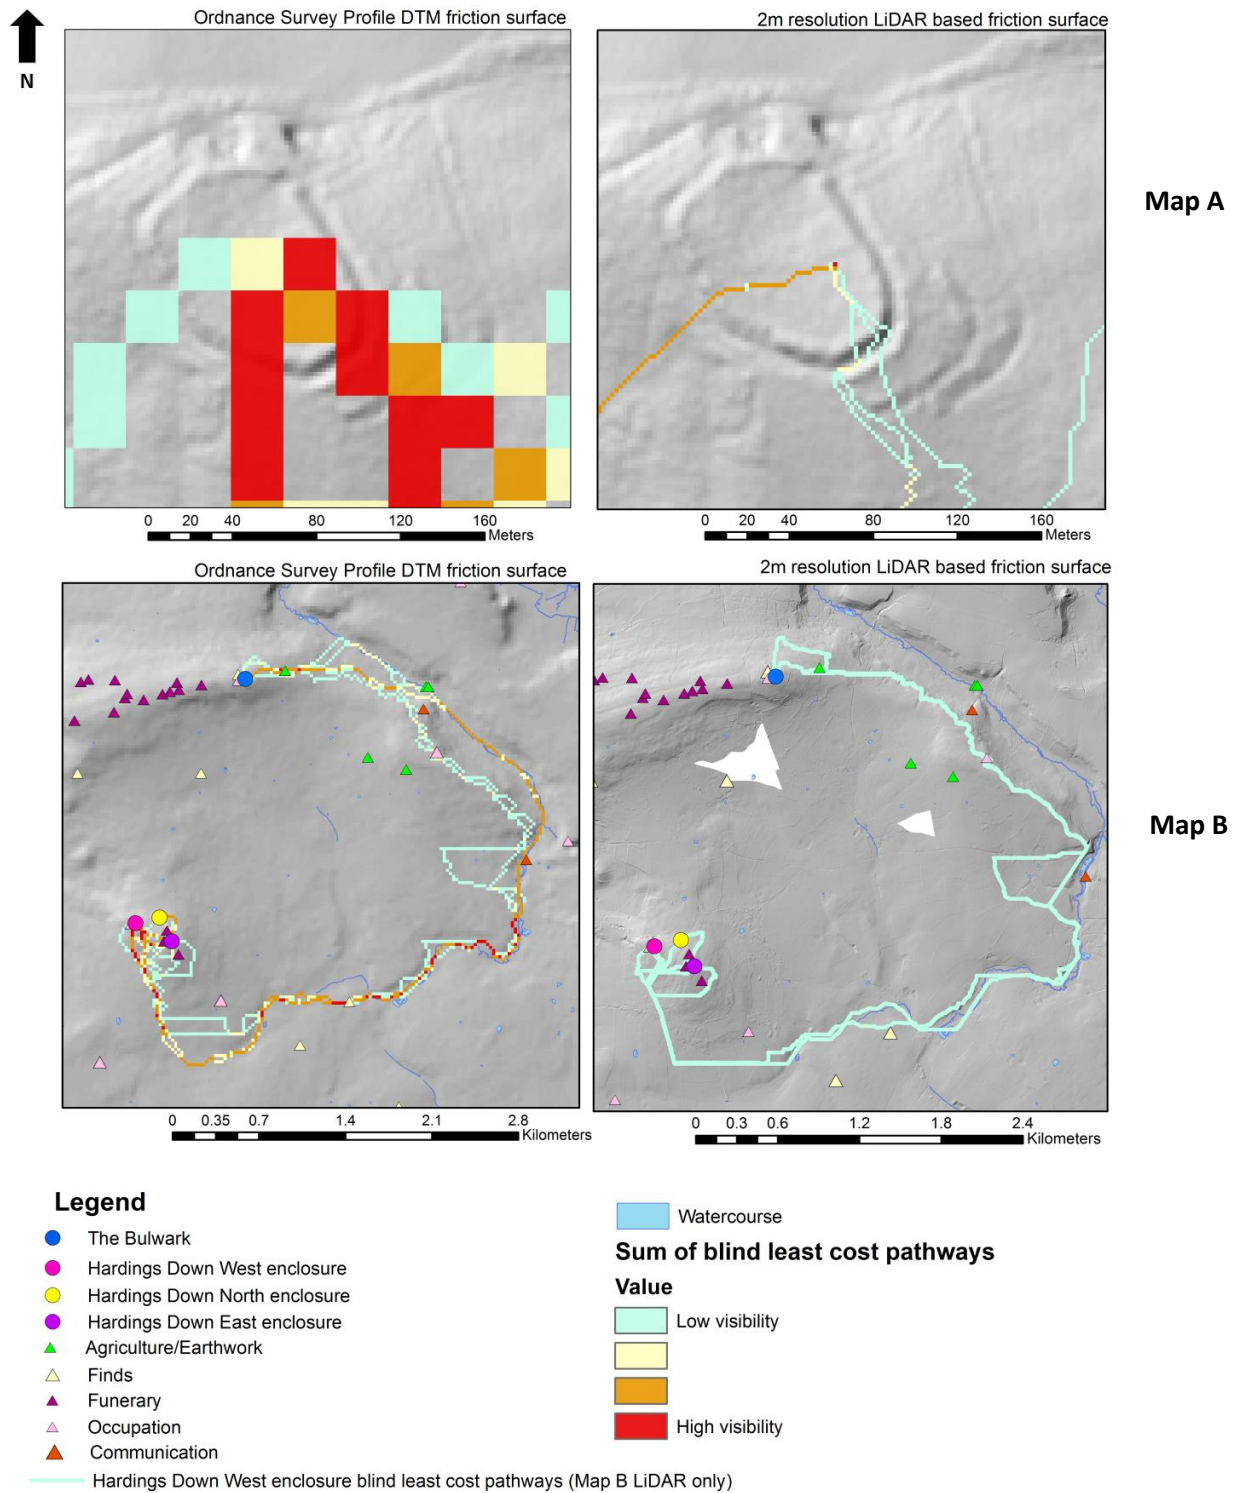 Ordnance Survey Profile DTM friction surface
2m resolution LiDAR based friction surface
N
Map A
0 20 40 80 120 160 Meters
0 20 40 80 120 160 Meters
Ordnance Survey Profile DTM friction surface
2m resolution LiDAR based friction surface
Map B
0 0.35 0.7 1.4 2.1 2.8 Kilometers
0 0.3 0.6 1.2 1.8 2.4 Kilometers
Legend
The Bulwark
Hardings Down West enclosure
Hardings Down North enclosure
Hardings Down East enclosure
Agriculture/Earthwork
Finds
Funerary
Occupation
Communication
Hardings Down West enclosure blind least cost pathways (Map B LiDAR only)
Watercourse
Sum of blind least cost pathways
Value
Low visibility
High visibility